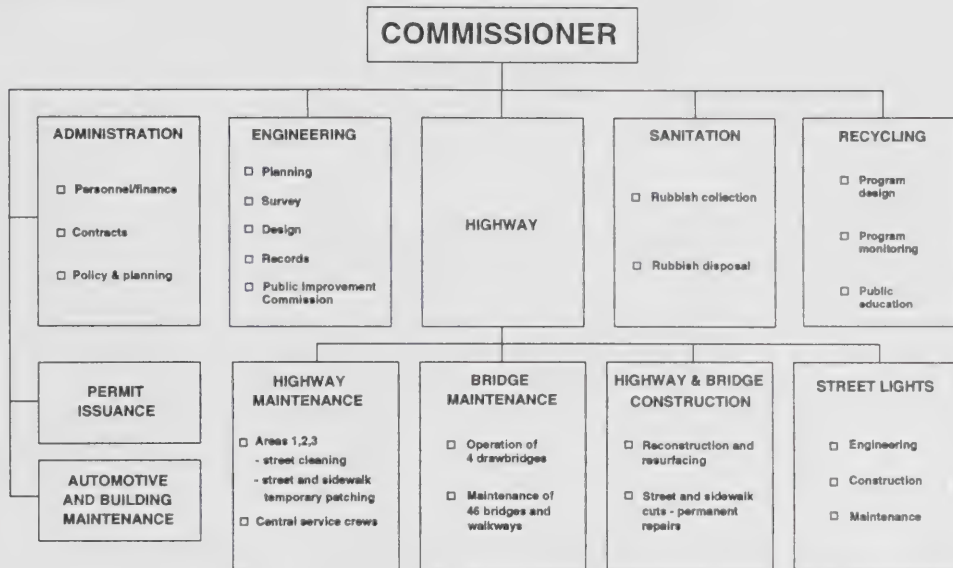 COMMISSIONER
ADMINISTRATION
Personnel/finance
Contracts
Policy & planning
ENGINEERING
Planning
Survey
Design
Records
Public Improvement
Commission
HIGHWAY
SANITATION
Rubbish collection
Rubbish disposal
RECYCLING
Program
design
Program
monitoring
Public
education
PERMIT
ISSUANCE
AUTOMOTIVE
AND BUILDING
MAINTENANCE
HIGHWAY
MAINTENANCE
Areas 1,2,3
- street cleaning
- street and sidewalk
temporary patching
Central service crews
BRIDGE
MAINTENANCE
Operation of
4 drawbridges
Maintenance of
46 bridges and
walkways
HIGHWAY & BRIDGE
CONSTRUCTION
Reconstruction and
resurfacing
Street and sidewalk
cuts - permanent
repairs
STREET LIGHTS
Engineering
Construction
Maintenance